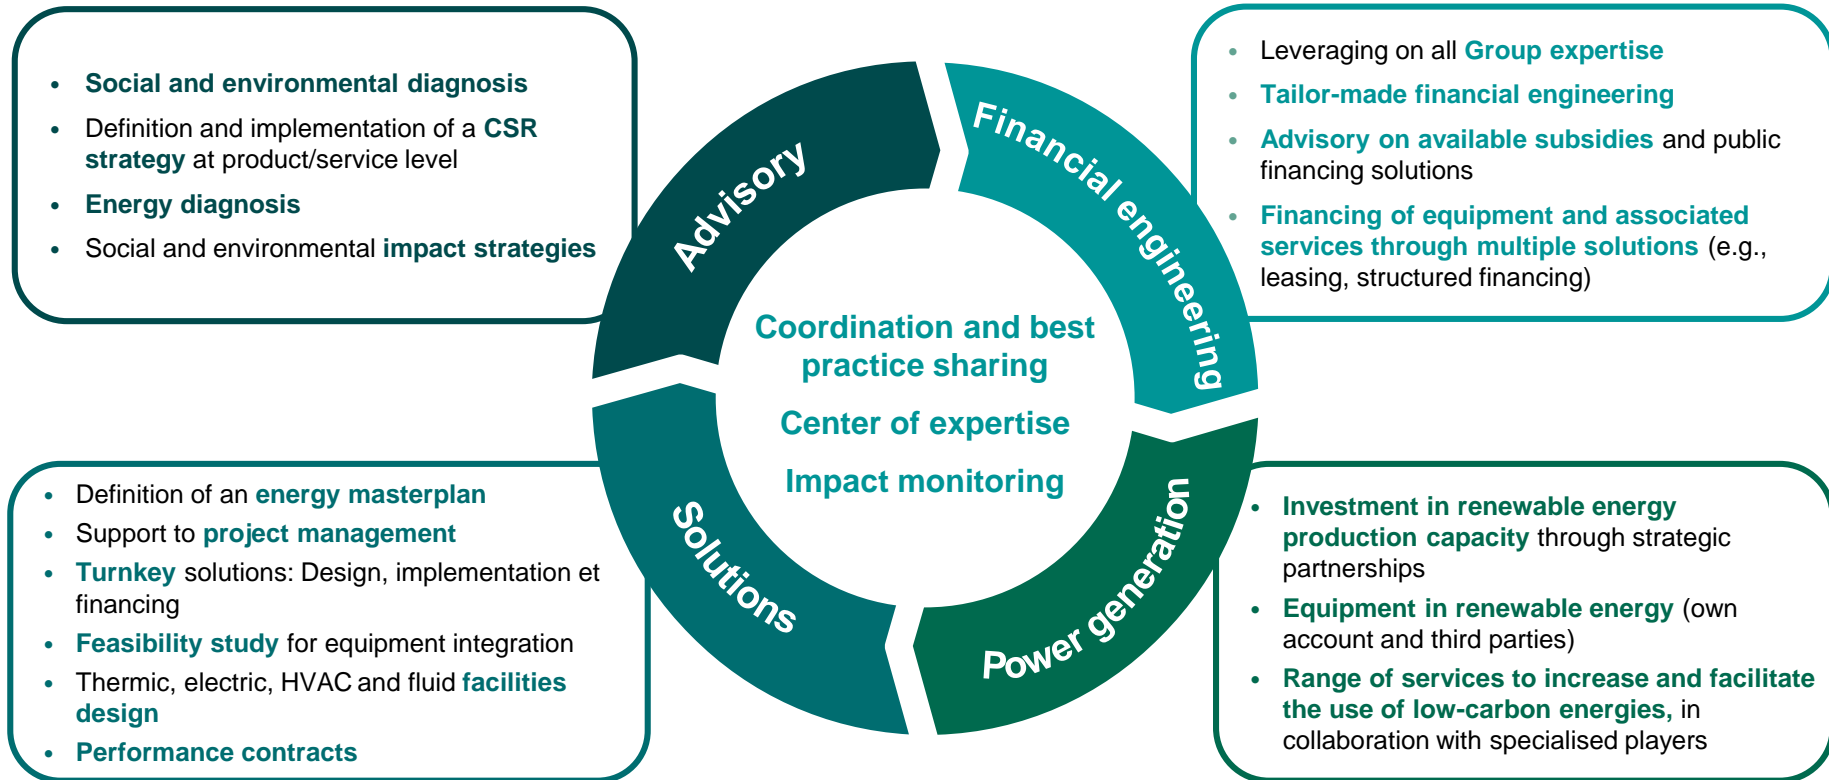 • Social and environmental diagnosis
• Definition and implementation of a CSR
strategy at product/service level
• Energy diagnosis
• Social and environmental impact strategies
Advisory
Financial engineering
• Leveraging on all Group expertise
• Tailor-made financial engineering
• Advisory on available subsidies and public
financing solutions
• Financing of equipment and associated
services through multiple solutions (e.g.,
leasing, structured financing)
Coordination and best
practice sharing
Center of expertise
Impact monitoring
• Definition of an energy masterplan
• Support to project management
• Turnkey solutions: Design, implementation et
financing
• Feasibility study for equipment integration
• Thermic, electric, HVAC and fluid facilities
design
• Performance contracts
Solutions
Power generation
• Investment in renewable energy
production capacity through strategic
partnerships
• Equipment in renewable energy (own
account and third parties)
• Range of services to increase and facilitate
the use of low-carbon energies, in
collaboration with specialised players